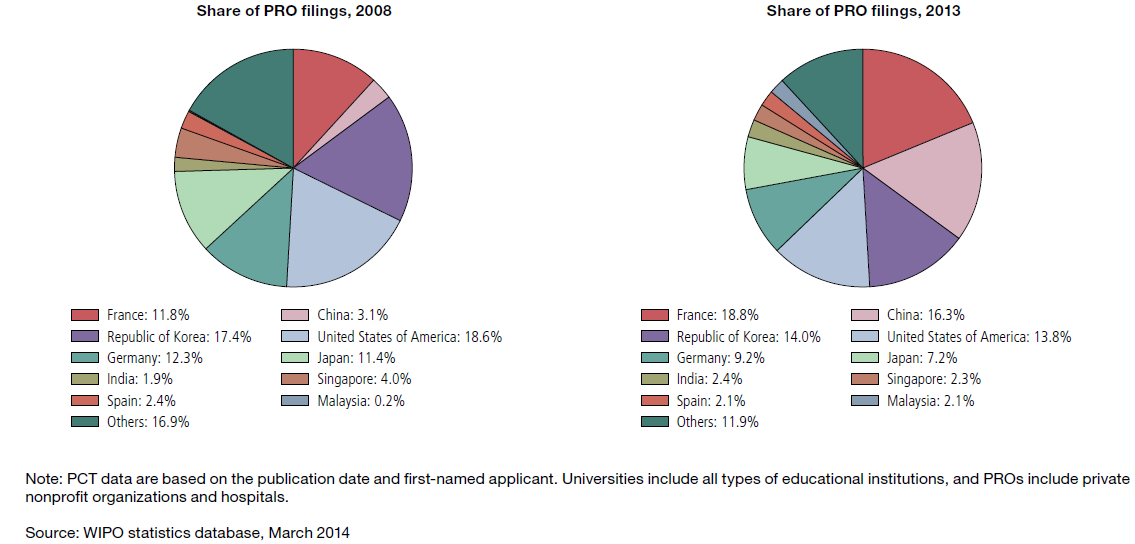 Share of PRO filings, 2008
France: 11.8%
China: 3.1%
Republic of Korea: 17.4%
United States of America: 18.6%
Germany: 12.3%
Japan: 11.4%
India: 1.9%
Singapore: 4.0%
Spain: 2.4%
Malaysia: 0.2%
Others: 16.9%
Share of PRO filings, 2013
France: 18.8%
China: 16.3%
Republic of Korea: 14.0%
United States of America: 13.8%
Germany: 9.2%
Japan: 7.2%
India: 2.4%
Singapore: 2.3%
Spain: 2.1%
Malaysia: 2.1%
Others: 11.9%
Note: PCT data are based on the publication date and first-named applicant. Universities include all types of educational institutions, and PROs include private
nonprofit organizations and hospitals.
Source: WIPO statistics database, March 2014